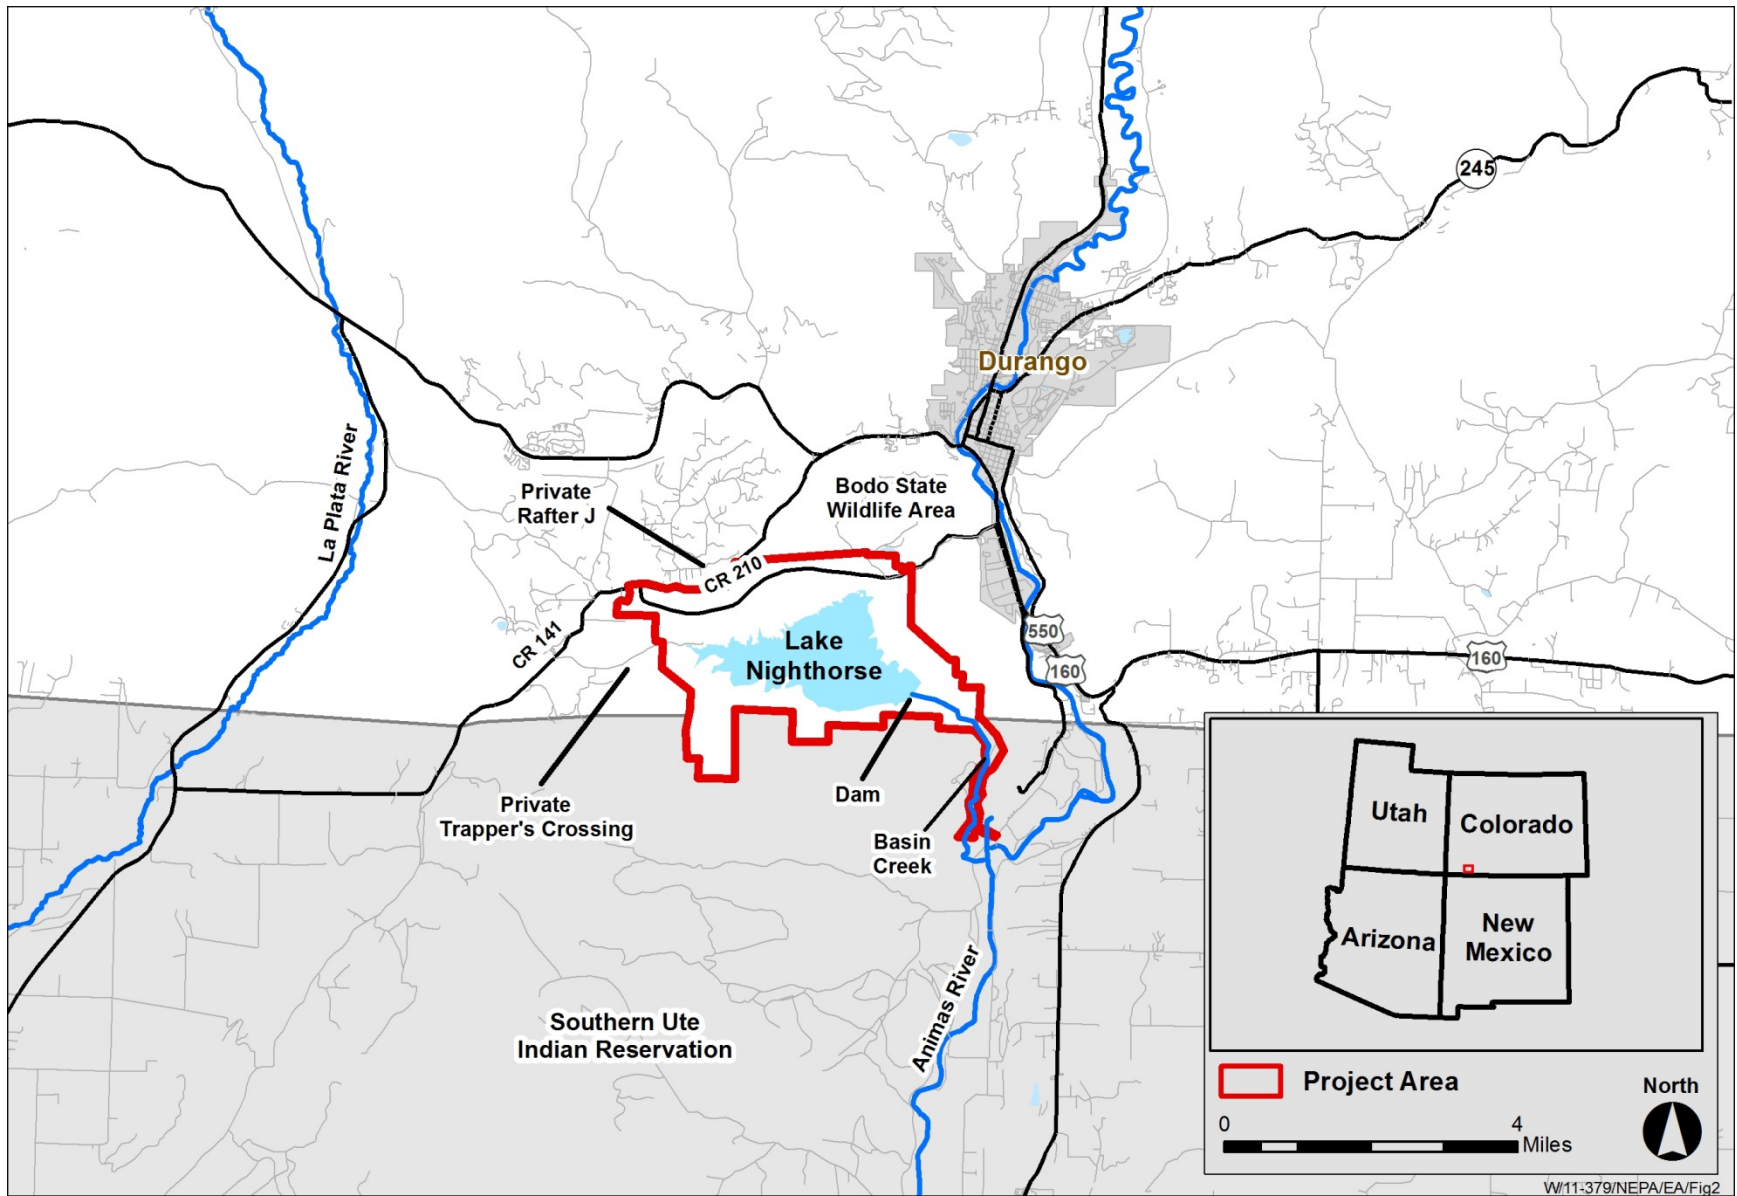 245
Durango
La Plata River
Private
Rafter J
Bodo State
Wildlife Area
CR 210
CR 141
Lake
Nighthorse
550
160
160
Private
Trapper's Crossing
Dam
Basin
Creek
Animas River
Southern Ute
Indian Reservation
Utah
Colorado
Arizona
New
Mexico
Project Area
North
0 4
Miles
W/11-379/NEPA/EA/Fig2